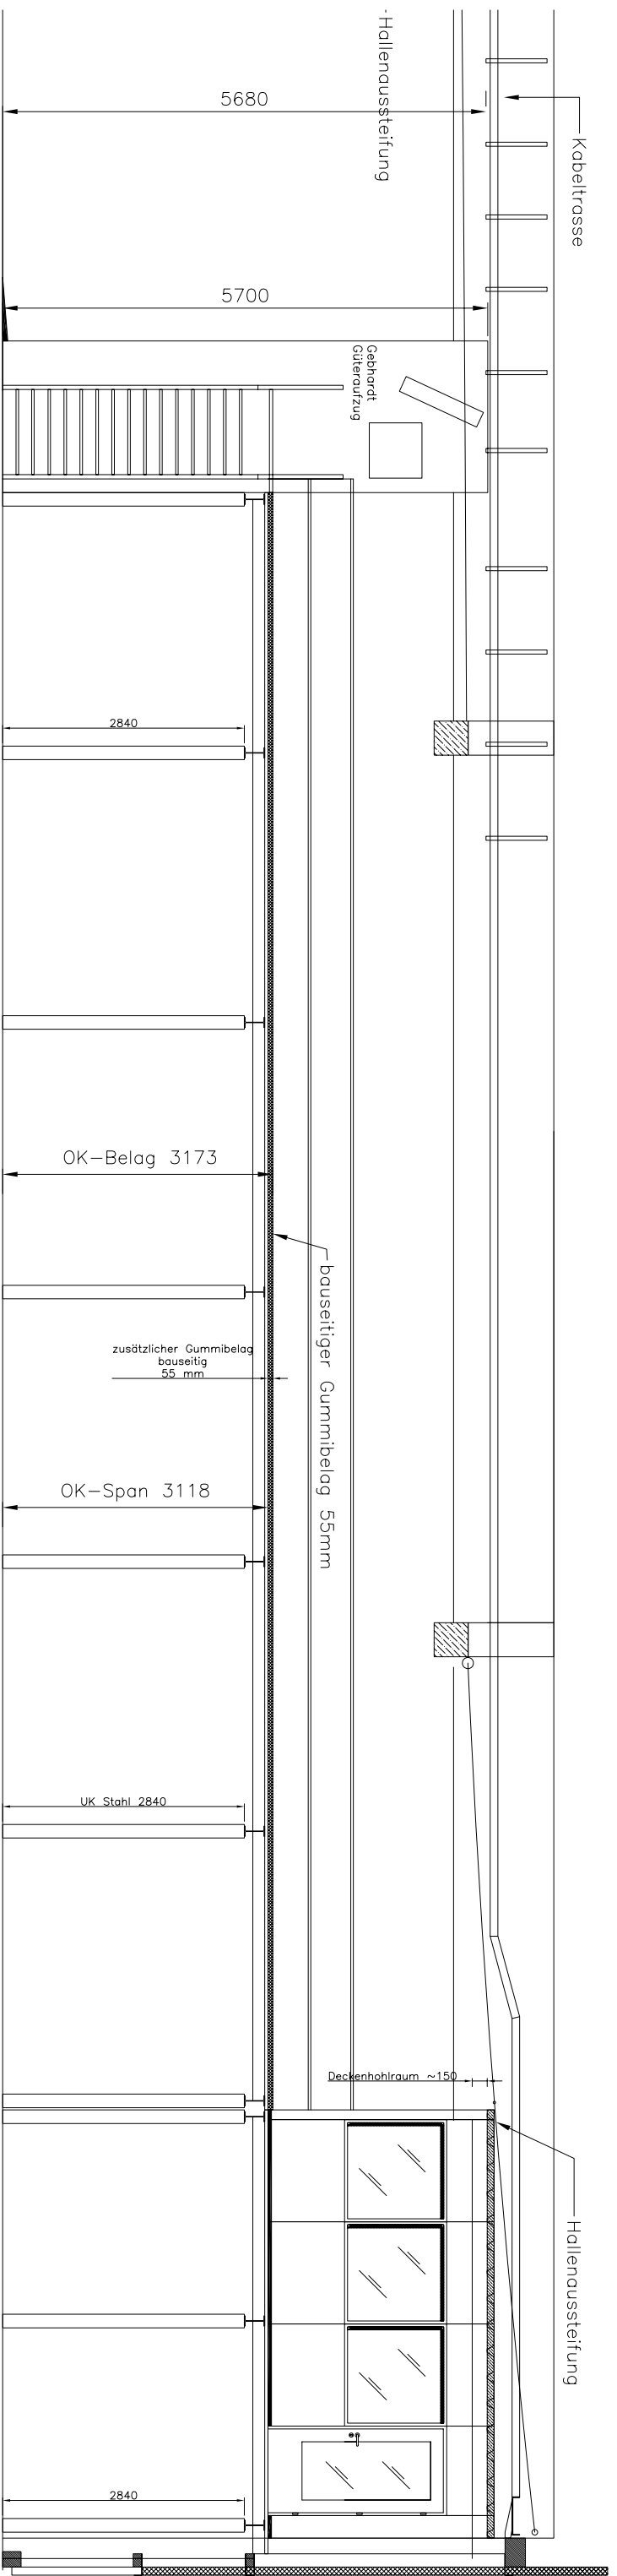 -Hallenaussteifung
5680
Kabeltrasse
5700
Gebhardt
Güteraufzug
2840
OK-Belag 3173
bauseitiger Gummibelag 55mm
zusätzlicher Gummibelag
bauseitig
55 mm
OK-Span 3118
UK Stahl 2840
Deckenhohlraum ~150
Hallenaussteifung
2840